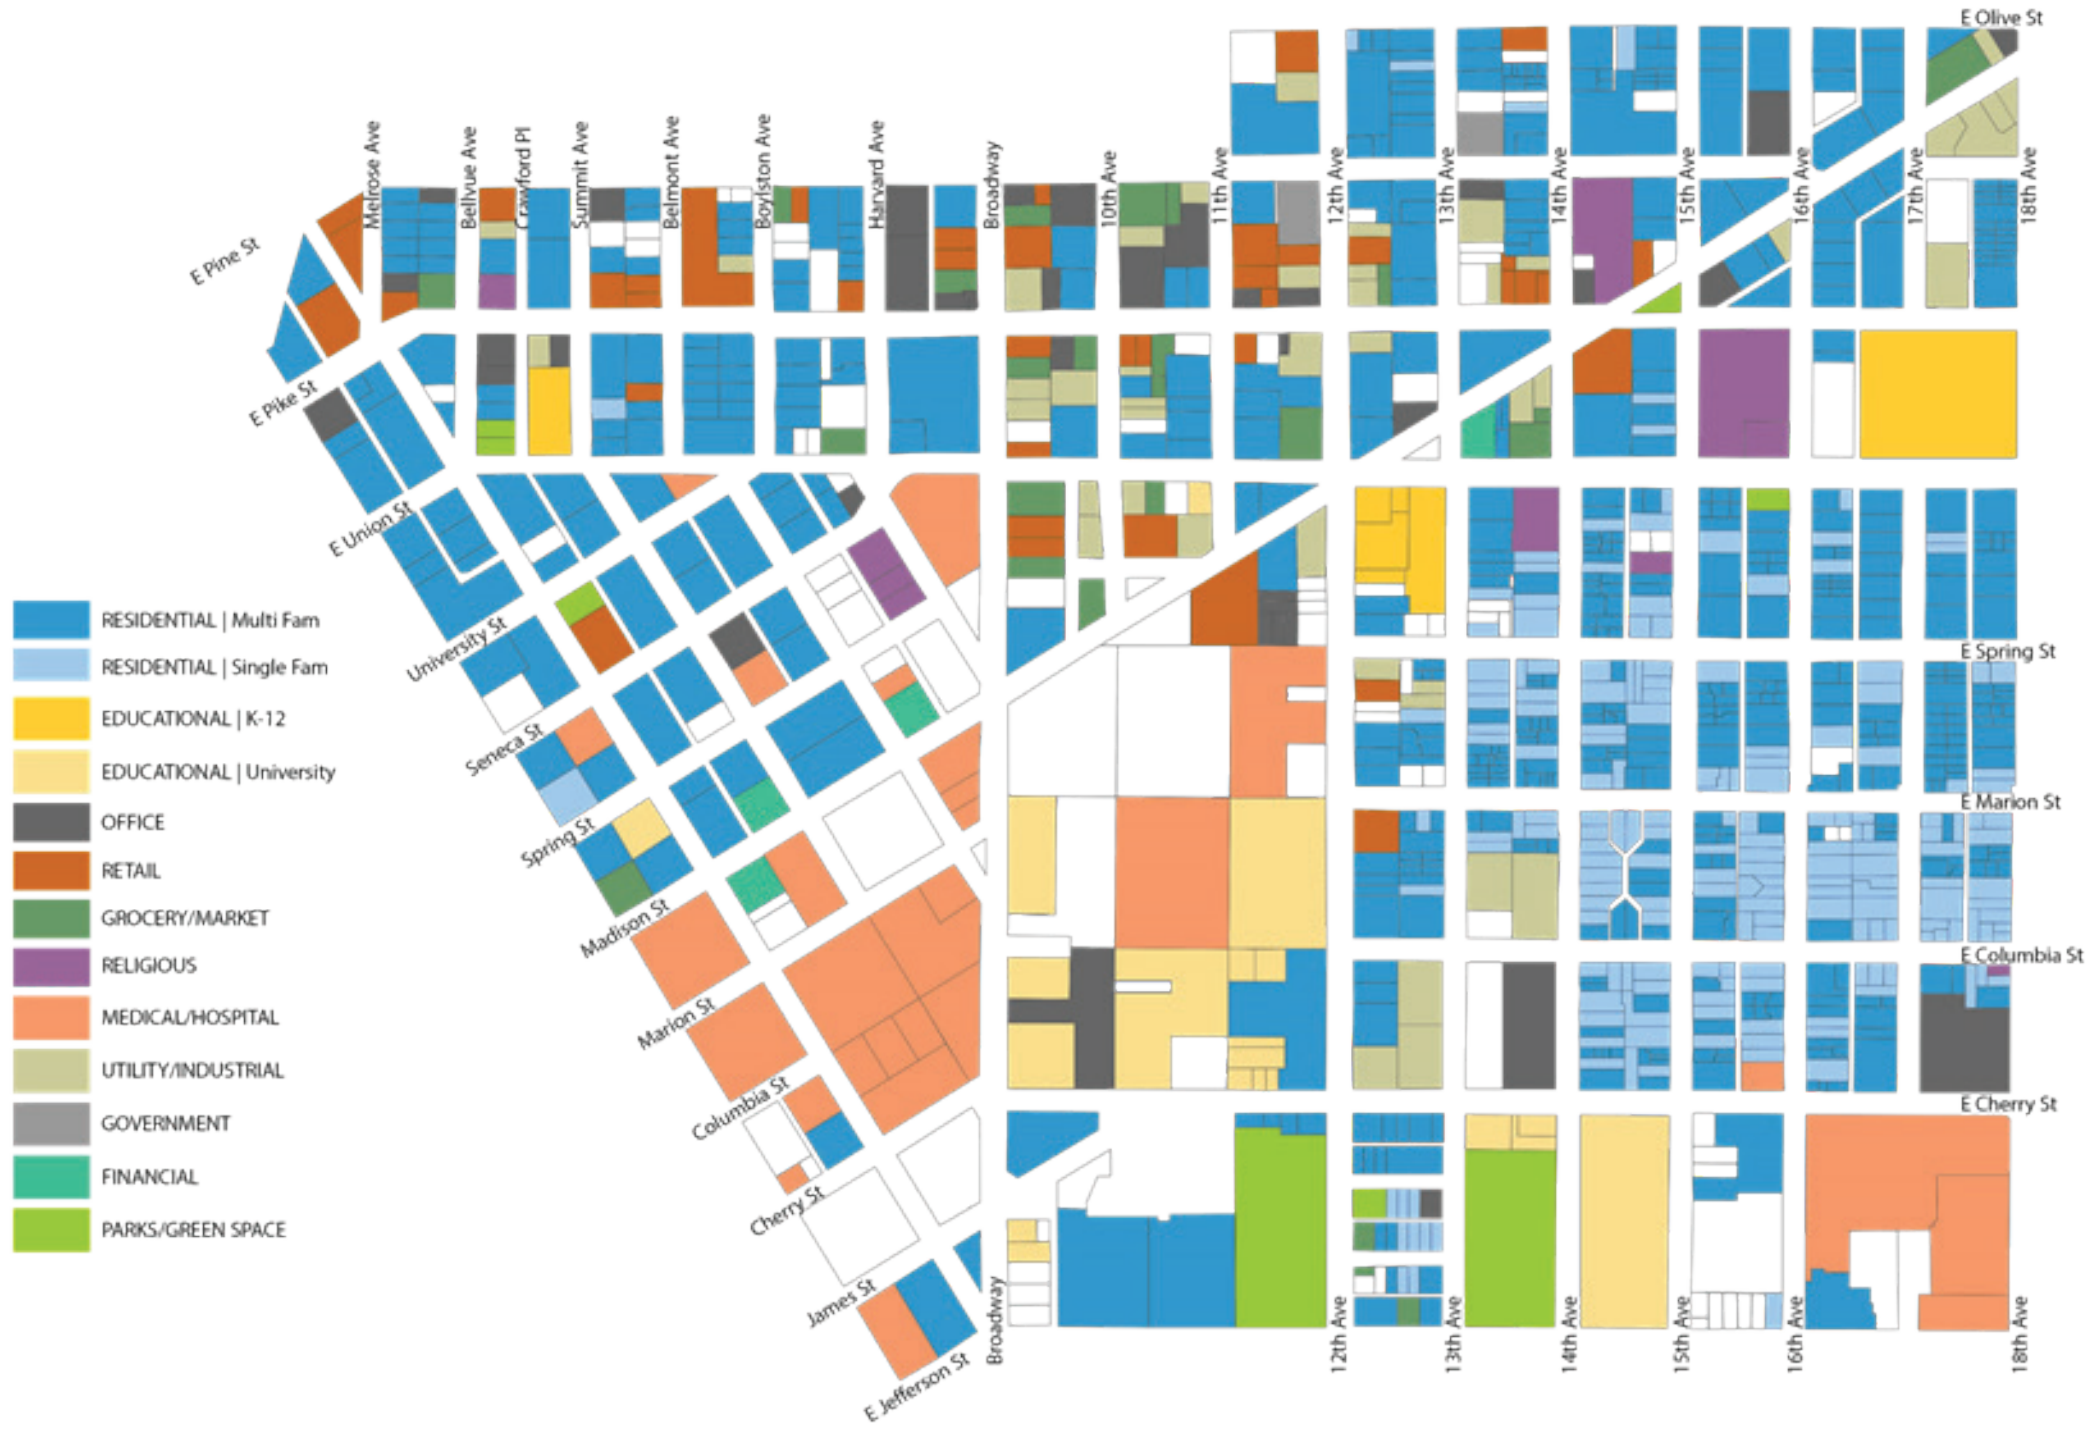 E Olive St
Melrose Ave
Bellvue Ave
Crawford Pl
Summit Ave
Belmont Ave
Boylston Ave
Harvard Ave
Broadway
10th Ave
11th Ave
12th Ave
13th Ave
14th Ave
15th Ave
16th Ave
17th Ave
18th Ave
E Pine St
E Pike St
E Union St
University St
Seneca St
Spring St
Madison St
Marion St
Columbia St
Cherry St
James St
E Jefferson St
E Spring St
E Marion St
E Columbia St
E Cherry St
RESIDENTIAL | Multi Fam
RESIDENTIAL | Single Fam
EDUCATIONAL | K-12
EDUCATIONAL | University
OFFICE
RETAIL
GROCERY/MARKET
RELIGIOUS
MEDICAL/HOSPITAL
UTILITY/INDUSTRIAL
GOVERNMENT
FINANCIAL
PARKS/GREEN SPACE
Broadway
12th Ave
13th Ave
14th Ave
15th Ave
16th Ave
18th Ave